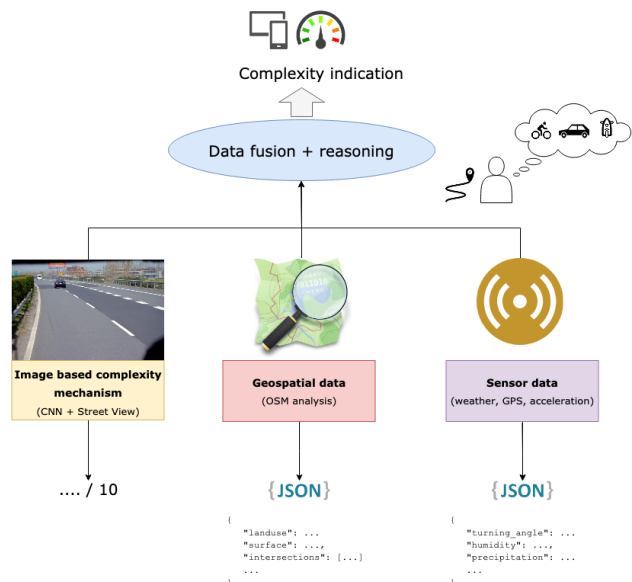 Complexity indication
Data fusion + reasoning
Image based complexity
mechanism
(CNN + Street View)
Geospatial data
(OSM analysis)
Sensor data
(weather, GPS, acceleration)
.... / 10
{JSON}
{
"landuse": ...
"surface": ...,
"intersections": [...]
...
}
{JSON}
{
"turning_angle": ...
"humidity": ...,
"precipitation": ...
...
}